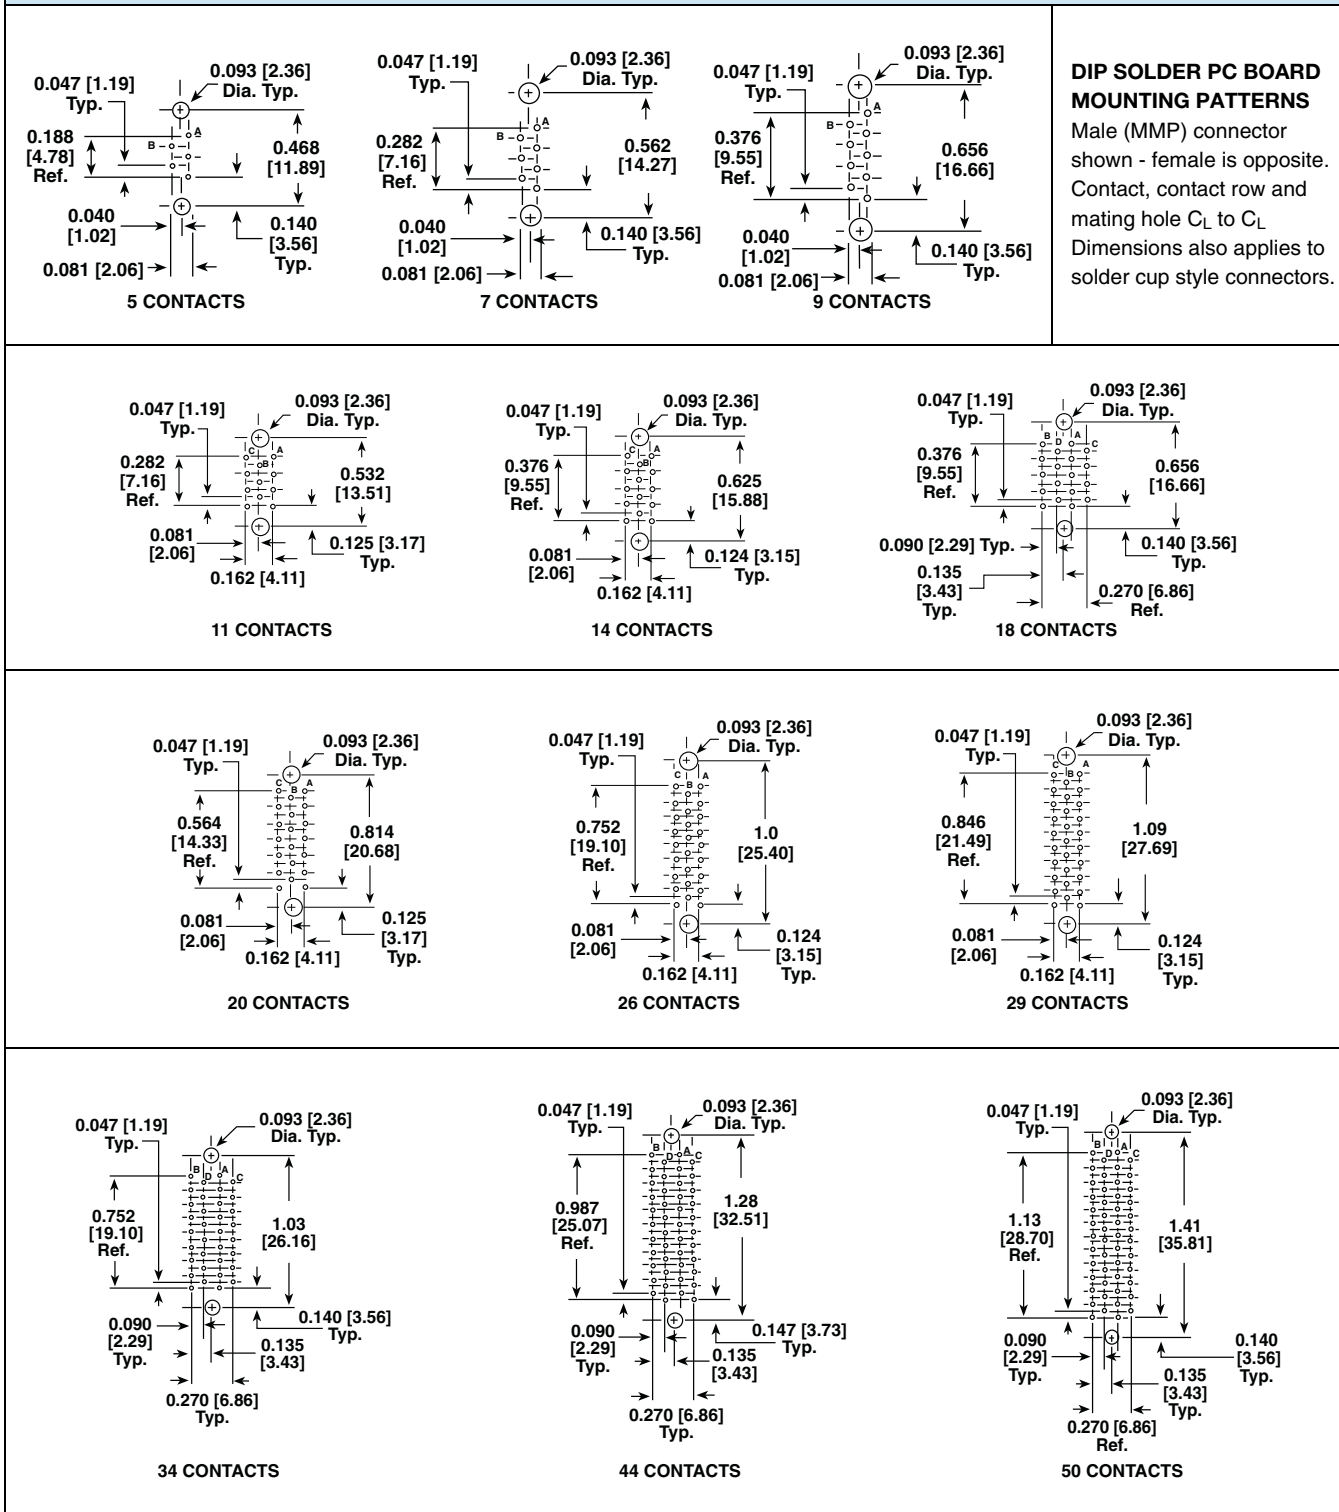 0.047 [1.19]
Typ.
0.093 [2.36]
Dia. Typ.
0.188
[4.78]
Ref.
A
B
0.468
[11.89]
0.040
[1.02]
0.140
[3.56]
Typ.
0.081 [2.06]
5 CONTACTS
0.047 [1.19]
Typ.
0.093 [2.36]
Dia. Typ.
0.282
[7.16]
Ref.
A
B
0.562
[14.27]
0.040
[1.02]
0.140 [3.56]
Typ.
0.081 [2.06]
7 CONTACTS
0.047 [1.19]
Typ.
0.093 [2.36]
Dia. Typ.
0.376
[9.55]
Ref.
A
B
0.656
[16.66]
0.040
[1.02]
0.140 [3.56]
Typ.
0.081 [2.06]
9 CONTACTS
DIP SOLDER PC BOARD
MOUNTING PATTERNS
Male (MMP) connector
shown - female is opposite.
Contact, contact row and
mating hole CL to CL
Dimensions also applies to
solder cup style connectors.
0.047 [1.19]
Typ.
0.093 [2.36]
Dia. Typ.
C
B
A
0.282
[7.16]
Ref.
0.532
[13.51]
0.081
[2.06]
0.125 [3.17]
Typ.
0.162 [4.11]
11 CONTACTS
0.047 [1.19]
Typ.
0.093 [2.36]
Dia. Typ.
C
B
A
0.376
[9.55]
Ref.
0.625
[15.88]
0.081
[2.06]
0.124 [3.15]
Typ.
0.162 [4.11]
14 CONTACTS
0.047 [1.19]
Typ.
0.093 [2.36]
Dia. Typ.
B
D
A
C
0.376
[9.55]
Ref.
0.656
[16.66]
0.090 [2.29] Typ.
0.140 [3.56]
Typ.
0.135
[3.43]
Typ.
0.270 [6.86]
Ref.
18 CONTACTS
0.047 [1.19]
Typ.
0.093 [2.36]
Dia. Typ.
C
B
A
0.564
[14.33]
Ref.
0.814
[20.68]
0.081
[2.06]
0.125
[3.17]
Typ.
0.162 [4.11]
20 CONTACTS
0.047 [1.19]
Typ.
0.093 [2.36]
Dia. Typ.
C
B
A
0.752
[19.10]
Ref.
1.0
[25.40]
0.081
[2.06]
0.124
[3.15]
Typ.
0.162 [4.11]
26 CONTACTS
0.047 [1.19]
Typ.
0.093 [2.36]
Dia. Typ.
C
B
A
0.846
[21.49]
Ref.
1.09
[27.69]
0.081
[2.06]
0.124
[3.15]
Typ.
0.162 [4.11]
29 CONTACTS
0.047 [1.19]
Typ.
0.093 [2.36]
Dia. Typ.
B
D
A
C
0.752
[19.10]
Ref.
1.03
[26.16]
0.090
[2.29]
Typ.
0.140 [3.56]
Typ.
0.135
[3.43]
0.270 [6.86]
Typ.
34 CONTACTS
0.047 [1.19]
Typ.
0.093 [2.36]
Dia. Typ.
B
D
A
C
0.987
[25.07]
Ref.
1.28
[32.51]
0.090
[2.29]
Typ.
0.147 [3.73]
Typ.
0.135
[3.43]
0.270 [6.86]
Typ.
44 CONTACTS
0.047 [1.19]
Typ.
0.093 [2.36]
Dia. Typ.
B
D
A
C
1.13
[28.70]
Ref.
1.41
[35.81]
0.090
[2.29]
Typ.
0.140
[3.56]
Typ.
0.135
[3.43]
Typ.
0.270 [6.86]
Ref.
50 CONTACTS